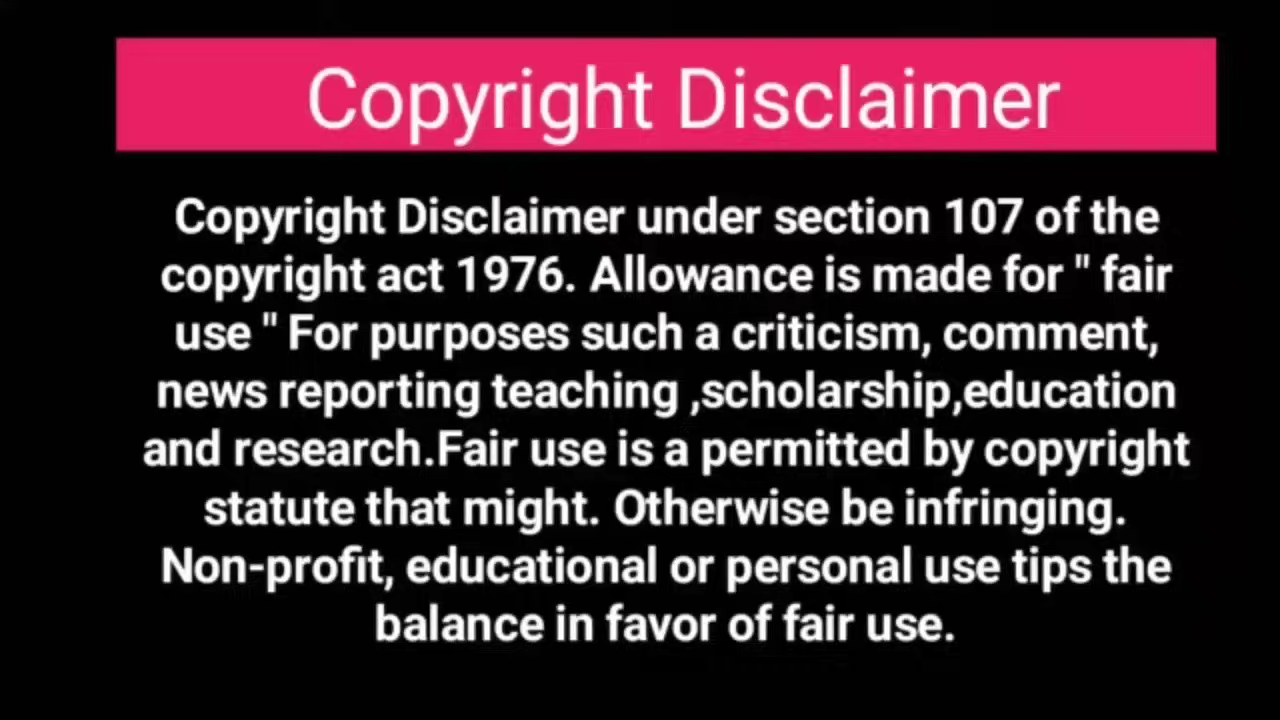 Copyright Disclaimer
Copyright Disclaimer under section 107 of the
copyright act 1976. Allowance is made for " fair
use " For purposes such a criticism, comment,
news reporting teaching ,scholarship,education
and research.Fair use is a permitted by copyright
statute that might. Otherwise be infringing.
Non-profit, educational or personal use tips the
balance in favor of fair use.